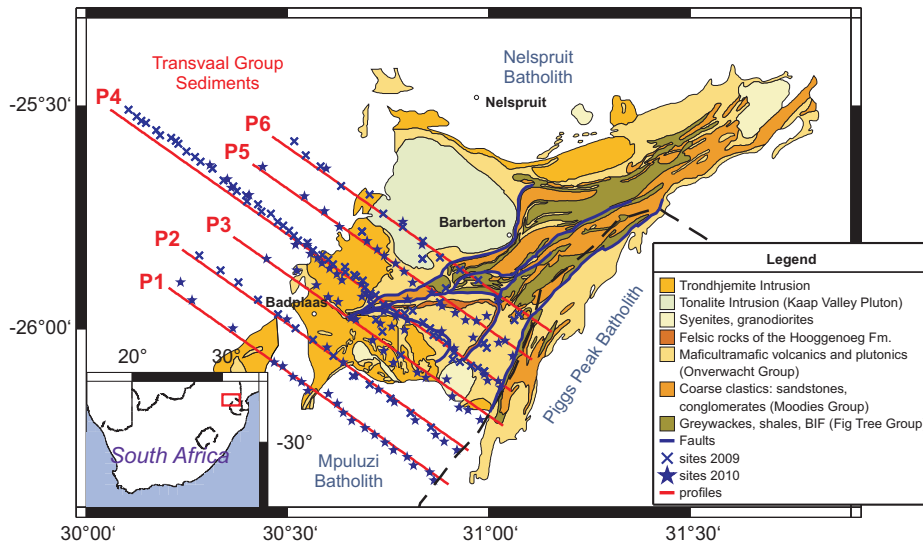 Transvaal Group
Sediments
Nelspruit
Batholith
Nelspruit
P4
P6
P5
P3
P2
P1
Barberton
Badplaas
Mpuluzi
Batholith
Piggs Peak Batholith
-25°30‘
-26°00‘
30°00‘
30°30‘
31°00‘
31°30‘
20°
30°
-30°
South Africa
Legend
Trondhjemite Intrusion
Tonalite Intrusion (Kaap Valley Pluton)
Syenites, granodiorites
Felsic rocks of the Hooggenoeg Fm.
Maficultramafic volcanics and plutonics
(Onverwacht Group)
Coarse clastics: sandstones,
conglomerates (Moodies Group)
Greywackes, shales, BIF (Fig Tree Group
Faults
sites 2009
sites 2010
profiles